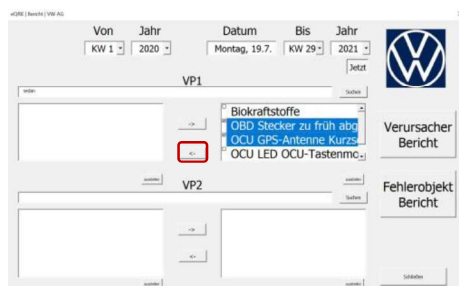 eQRK | Bericht | VW AG
Von Jahr Datum Bis Jahr
KW 1 2020 Montag, 19.7. KW 29 2021
Jetzt
VP1
Suchen
-> Biokraftstoffe
OBD Stecker zu früh abg
OCU GPS-Antenne Kurzs
<- OCU LED OCU-Tastenmo
Verursacher
Bericht
VP2
Suchen
Fehlerobjekt
Bericht
->
<-
Schließen